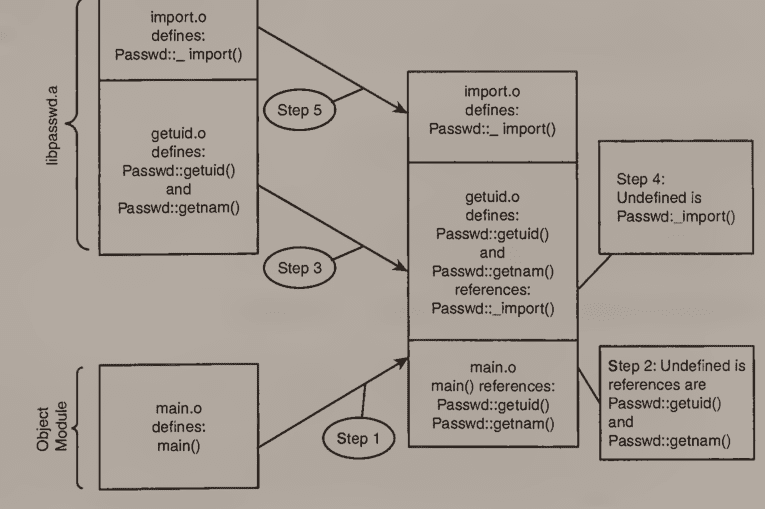 libpasswd.a
import.o
defines:
Passwd::_ import()
getuid.o
defines:
Passwd::getuid()
and
Passwd::getnam()
Step 5
Step 3
Object
Module
main.o
defines:
main()
Step 1
import.o
defines:
Passwd::_ import()
getuid.o
defines:
Passwd::getuid()
and
Passwd::getnam()
references:
Passwd::_import()
main.o
main() references:
Passwd::getuid()
Passwd::getnam()
Step 4:
Undefined is
Passwd:_import()
Step 2: Undefined is
references are
Passwd::getuid()
and
Passwd::getnam()